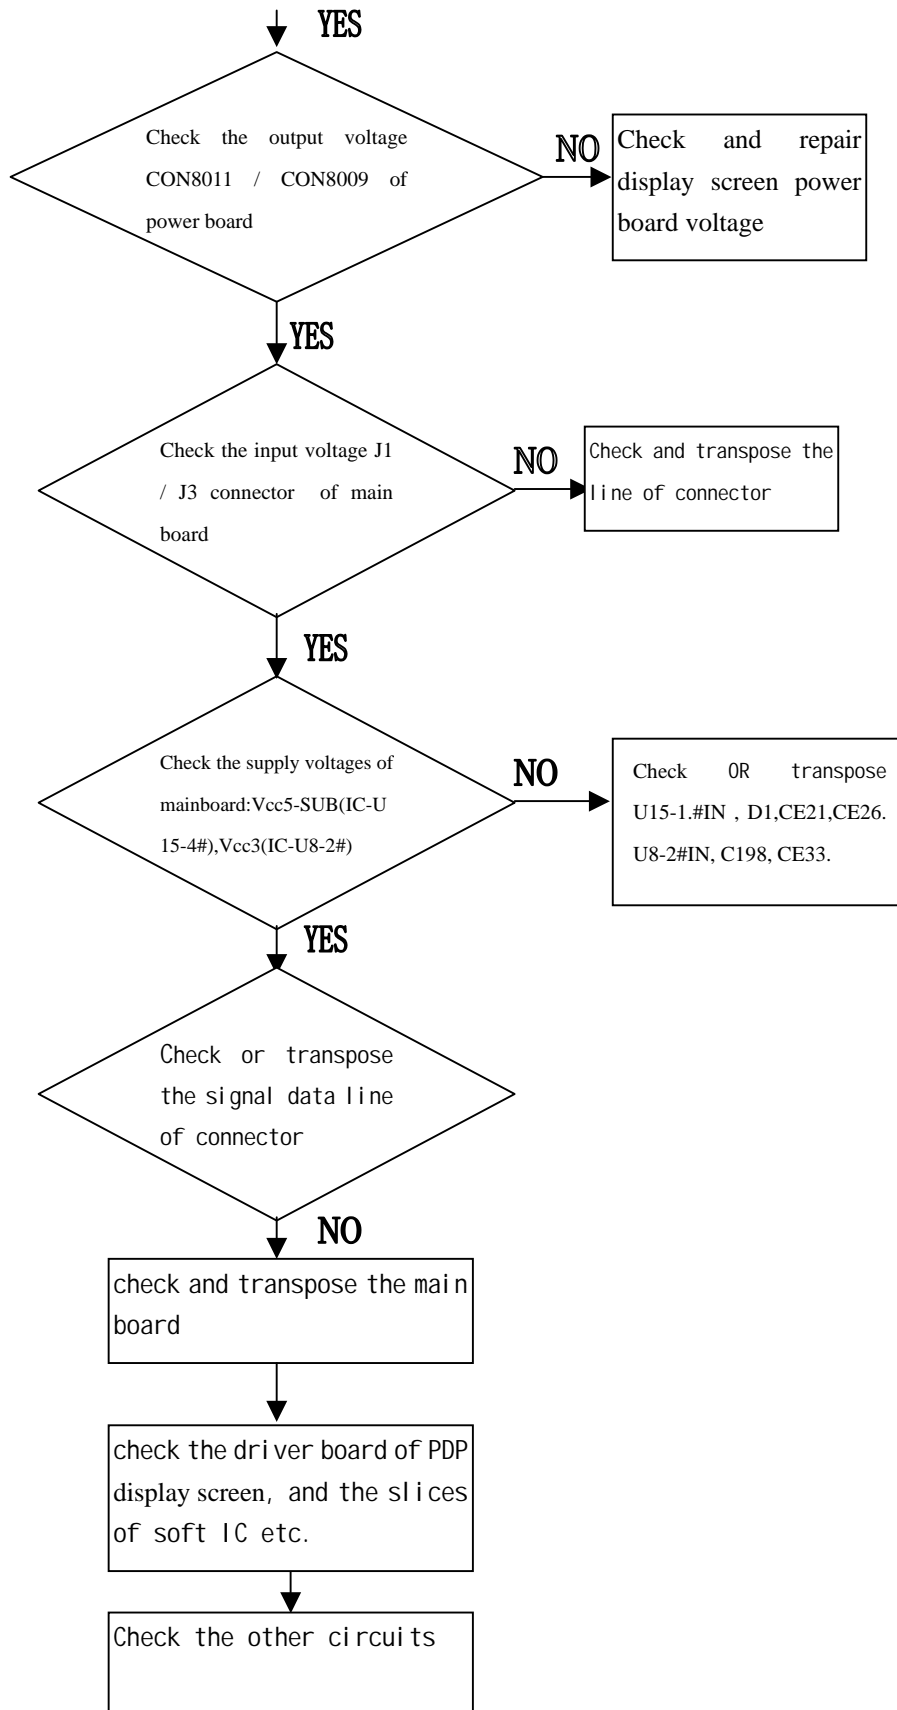 YES
Check the output voltage
CON8011 / CON8009 of
power board
NO
Check and repair
display screen power
board voltage
YES
Check the input voltage J1
/ J3 connector of main
board
NO
Check and transpose the
line of connector
YES
Check the supply voltages of
mainboard:Vcc5-SUB(IC-U
15-4#),Vcc3(IC-U8-2#)
NO
Check OR transpose
U15-1.#IN , D1,CE21,CE26.
U8-2#IN, C198, CE33.
YES
Check or transpose
the signal data line
of connector
NO
check and transpose the main
board
check the driver board of PDP
display screen, and the slices
of soft IC etc.
Check the other circuits